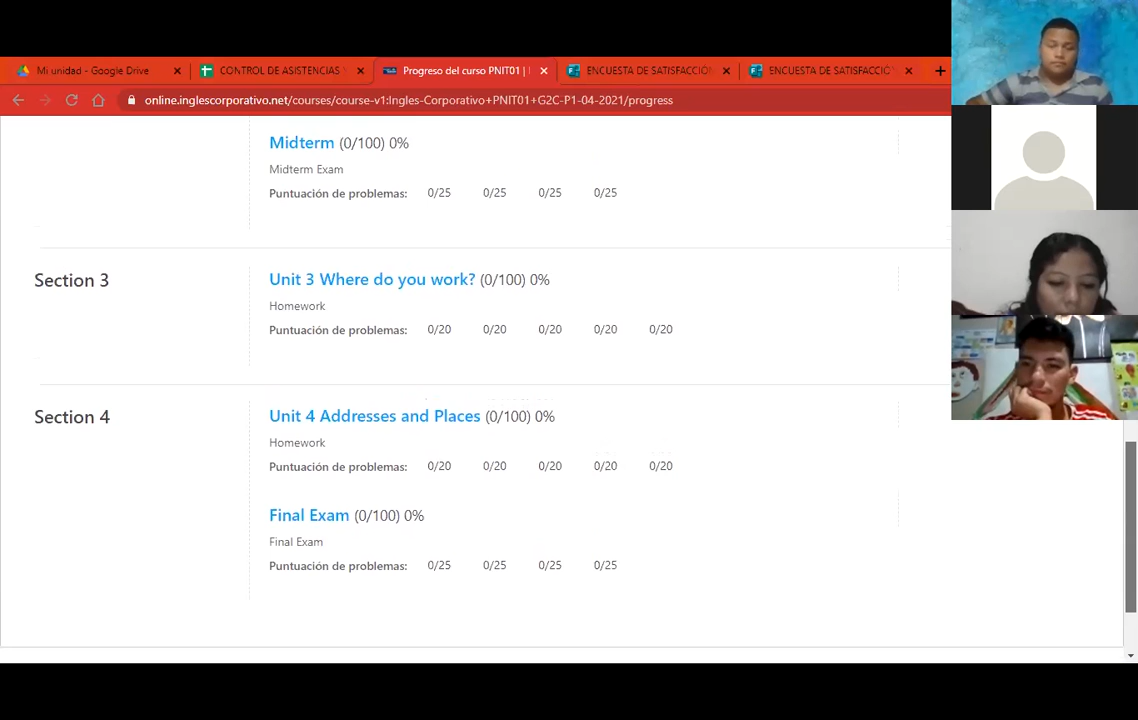 Mi unidad - Google Drive
CONTROL DE ASISTENCIAS Y
Progreso del curso PNIT01 |
ENCUESTA DE SATISFACCIÓN
ENCUESTA DE SATISFACCIÓN
online.inglescorporativo.net/courses/course-v1:Ingles-Corporativo+PNIT01+G2C-P1-04-2021/progress
Midterm (0/100) 0%
Midterm Exam
Puntuación de problemas: 0/25 0/25 0/25 0/25
Section 3
Unit 3 Where do you work? (0/100) 0%
Homework
Puntuación de problemas: 0/20 0/20 0/20 0/20 0/20
Section 4
Unit 4 Addresses and Places (0/100) 0%
Homework
Puntuación de problemas: 0/20 0/20 0/20 0/20 0/20
Final Exam (0/100) 0%
Final Exam
Puntuación de problemas: 0/25 0/25 0/25 0/25